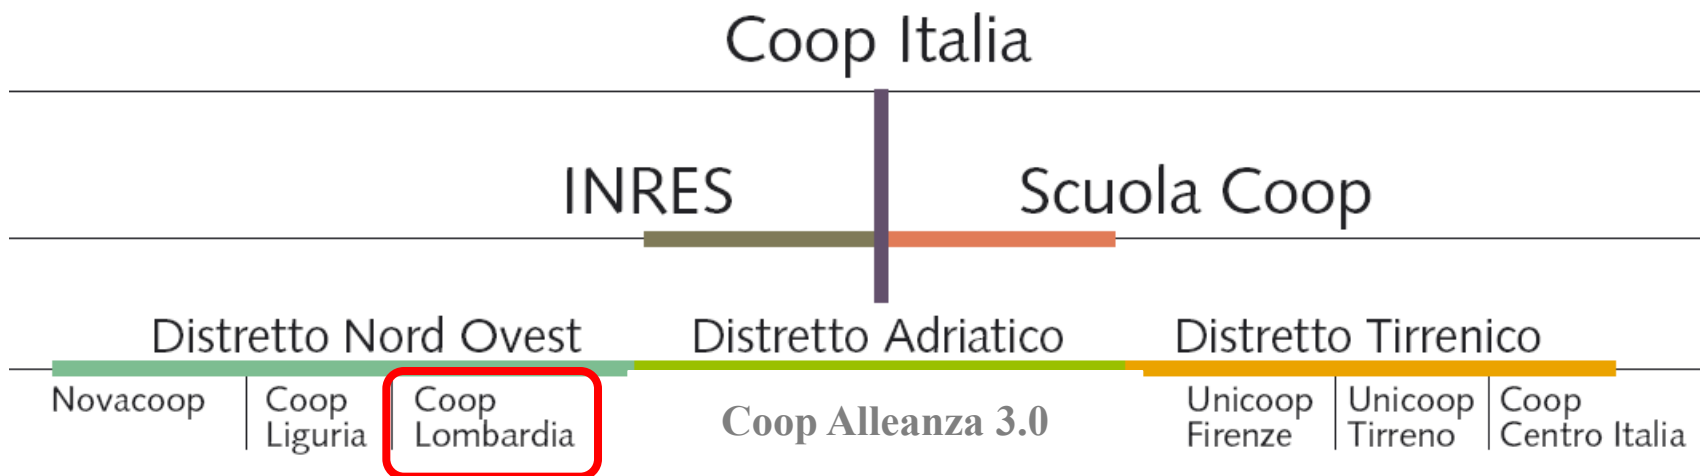 Coop Italia
INRES
Scuola Coop
Distretto Nord Ovest
Distretto Adriatico
Distretto Tirrenico
Novacoop
Coop
Liguria
Coop
Lombardia
Coop Alleanza 3.0
Unicoop
Firenze
Unicoop
Tirreno
Coop
Centro Italia